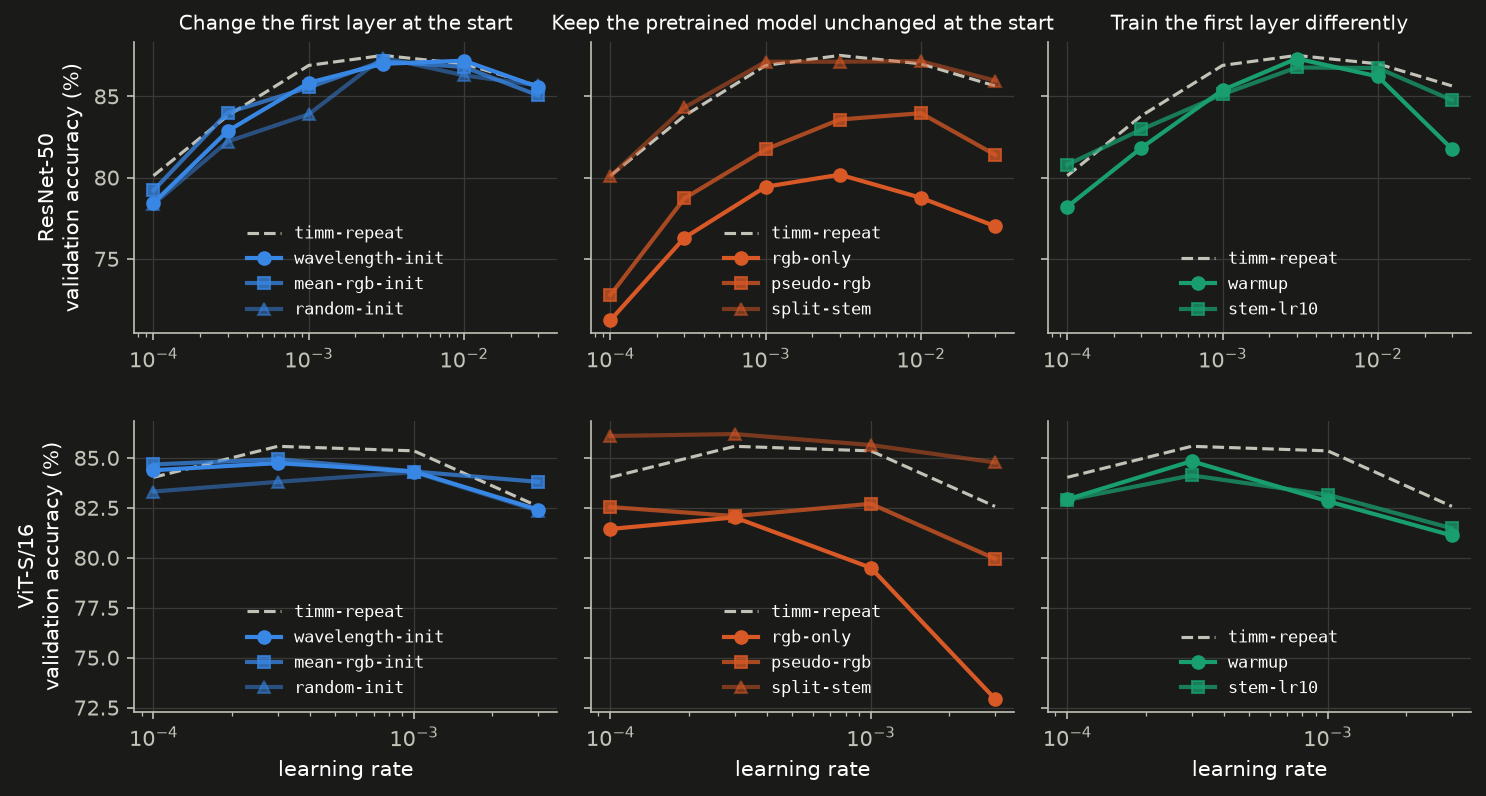 Change the first layer at the start
Keep the pretrained model unchanged at the start
Train the first layer differently
ResNet-50
validation accuracy (%)
85
80
75
timm-repeat
wavelength-init
mean-rgb-init
random-init
10⁻⁴
10⁻³
10⁻²
timm-repeat
rgb-only
pseudo-rgb
split-stem
10⁻⁴
10⁻³
10⁻²
timm-repeat
warmup
stem-lr10
10⁻⁴
10⁻³
10⁻²
ViT-S/16
validation accuracy (%)
85.0
82.5
80.0
77.5
75.0
72.5
timm-repeat
wavelength-init
mean-rgb-init
random-init
10⁻⁴
10⁻³
learning rate
timm-repeat
rgb-only
pseudo-rgb
split-stem
10⁻⁴
10⁻³
learning rate
timm-repeat
warmup
stem-lr10
10⁻⁴
10⁻³
learning rate